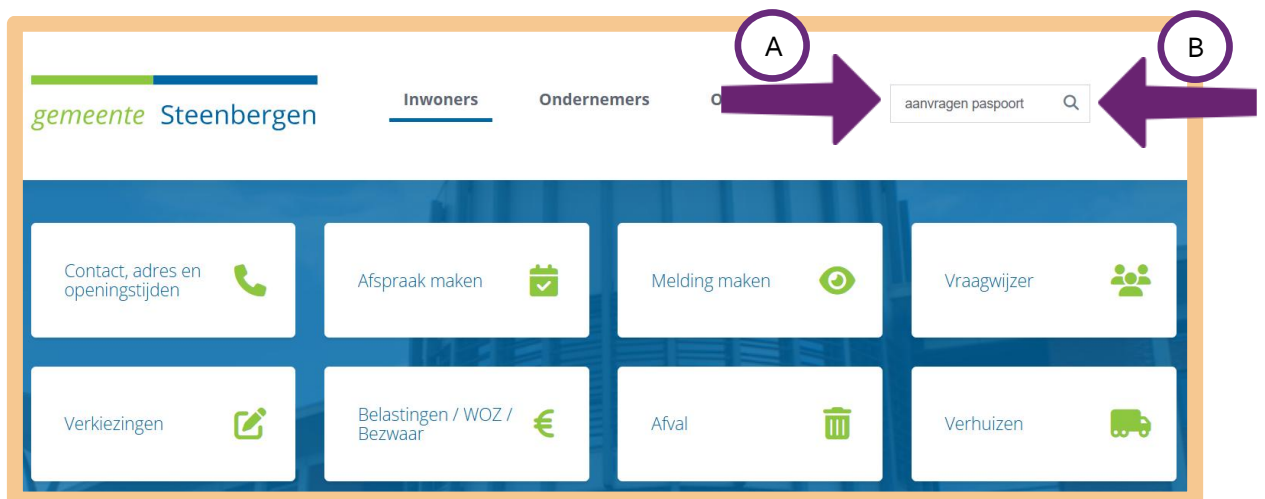 A
B
gemeente Steenbergen
Inwoners Ondernemers
aanvragen paspoort
Contact, adres en
openingstijden
Afspraak maken
Melding maken
Vraagwijzer
Verkiezingen
Belastingen / WOZ /
Bezwaar
Afval
Verhuizen